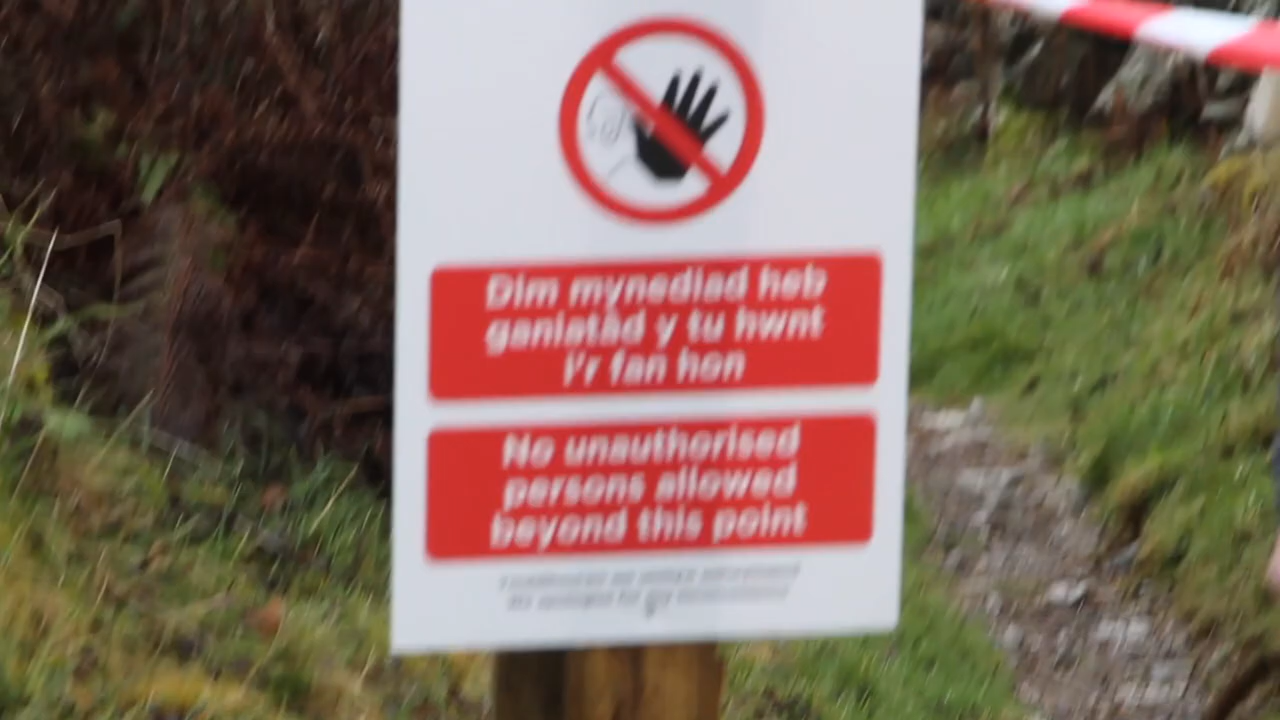 Dim mynediad heb
ganiatâd y tu hwnt
i'r fan hon
No unauthorised
persons allowed
beyond this point